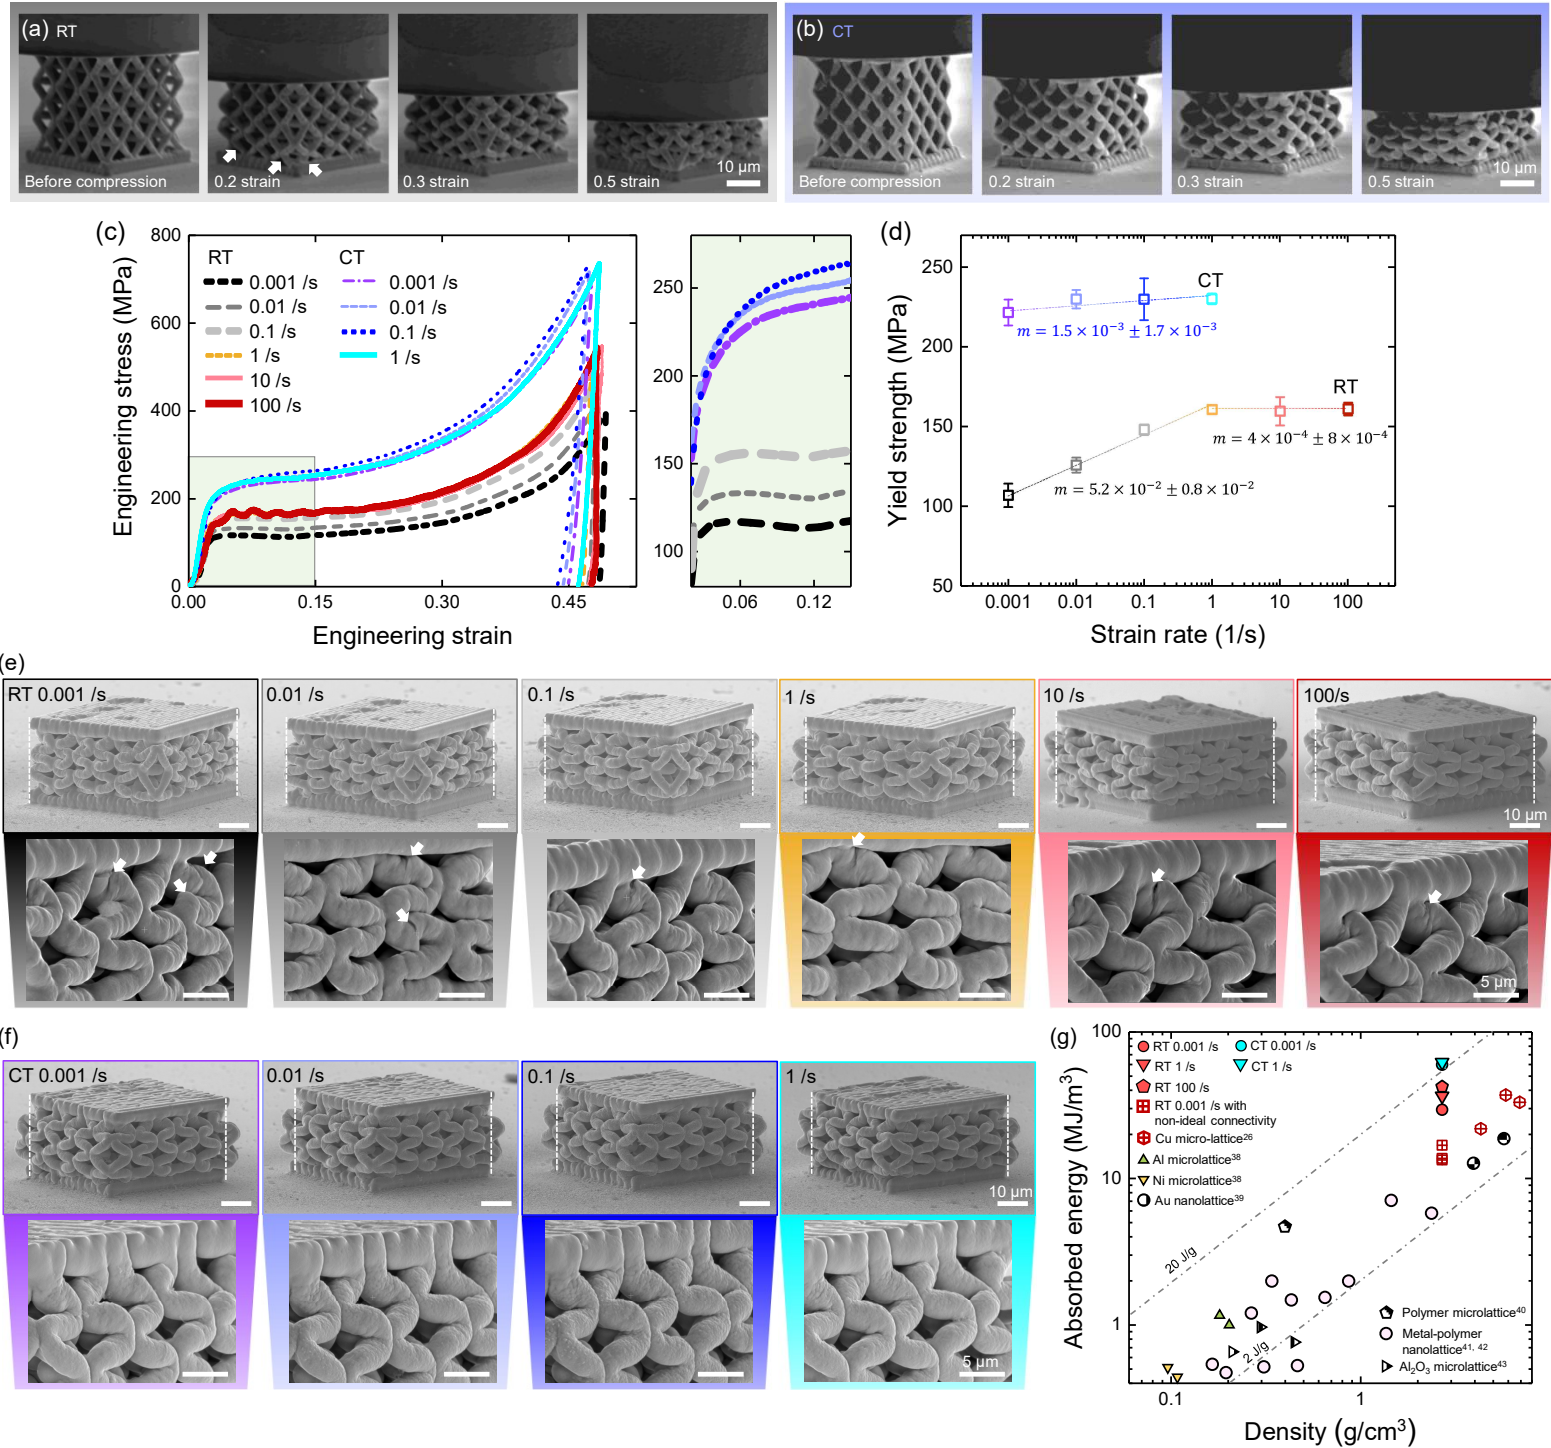 (a) RT
Before compression
0.2 strain
0.3 strain
0.5 strain
10 µm
(b) CT
Before compression
0.2 strain
0.3 strain
0.5 strain
10 µm
(c)
Engineering stress (MPa)
800
600
400
200
0
0.00
0.15
0.30
0.45
Engineering strain
RT
0.001 /s
0.01 /s
0.1 /s
1 /s
10 /s
100 /s
CT
0.001 /s
0.01 /s
0.1 /s
1 /s
250
200
150
100
0.06
0.12
(d)
Yield strength (MPa)
250
200
150
100
50
0.001
0.01
0.1
1
10
100
Strain rate (1/s)
CT
m = 1.5 × 10⁻³ ± 1.7 × 10⁻³
RT
m = 4 × 10⁻⁴ ± 8 × 10⁻⁴
m = 5.2 × 10⁻² ± 0.8 × 10⁻²
(e)
RT 0.001 /s
0.01 /s
0.1 /s
1 /s
10 /s
100/s
10 µm
5 µm
(f)
CT 0.001 /s
0.01 /s
0.1 /s
1 /s
10 µm
5 µm
(g)
Absorbed energy (MJ/m³)
100
10
1
0.1
1
Density (g/cm³)
RT 0.001 /s
RT 1 /s
RT 100 /s
RT 0.001 /s with
non-ideal connectivity
Cu micro-lattice²⁶
Al microlattice³⁸
Ni microlattice³⁸
Au nanolattice³⁹
CT 0.001 /s
CT 1 /s
20 J/g
2 J/g
Polymer microlattice⁴⁰
Metal-polymer
nanolattice⁴¹, ⁴²
Al₂O₃ microlattice⁴³